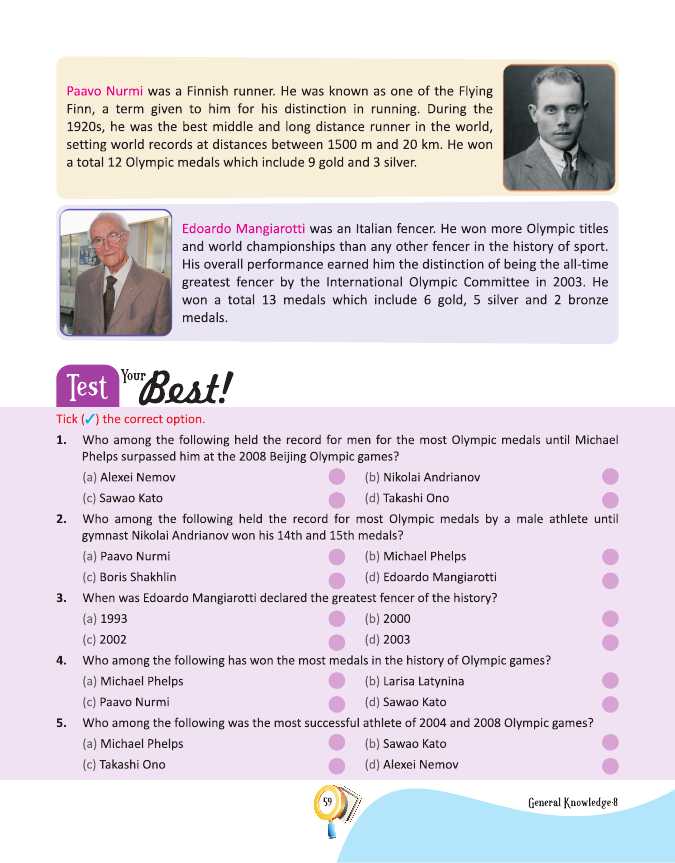 Paavo Nurmi was a Finnish runner. He was known as one of the Flying
Finn, a term given to him for his distinction in running. During the
1920s, he was the best middle and long distance runner in the world,
setting world records at distances between 1500 m and 20 km. He won
a total 12 Olympic medals which include 9 gold and 3 silver.
Edoardo Mangiarotti was an Italian fencer. He won more Olympic titles
and world championships than any other fencer in the history of sport.
His overall performance earned him the distinction of being the all-time
greatest fencer by the International Olympic Committee in 2003. He
won a total 13 medals which include 6 gold, 5 silver and 2 bronze
medals.
Test Your Best!
Tick (✓) the correct option.
1. Who among the following held the record for men for the most Olympic medals until Michael
Phelps surpassed him at the 2008 Beijing Olympic games?
(a) Alexei Nemov (b) Nikolai Andrianov
(c) Sawao Kato (d) Takashi Ono
2. Who among the following held the record for most Olympic medals by a male athlete until
gymnast Nikolai Andrianov won his 14th and 15th medals?
(a) Paavo Nurmi (b) Michael Phelps
(c) Boris Shakhlin (d) Edoardo Mangiarotti
3. When was Edoardo Mangiarotti declared the greatest fencer of the history?
(a) 1993 (b) 2000
(c) 2002 (d) 2003
4. Who among the following has won the most medals in the history of Olympic games?
(a) Michael Phelps (b) Larisa Latynina
(c) Paavo Nurmi (d) Sawao Kato
5. Who among the following was the most successful athlete of 2004 and 2008 Olympic games?
(a) Michael Phelps (b) Sawao Kato
(c) Takashi Ono (d) Alexei Nemov
59
General Knowledge-8